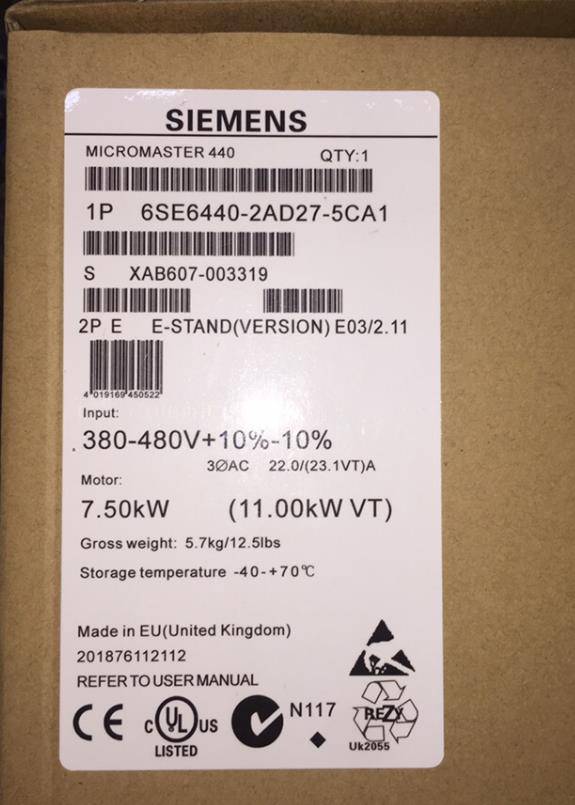 SIEMENS
MICROMASTER 440 QTY:1
1P 6SE6440-2AD27-5CA1
S XAB607-003319
2P E E-STAND(VERSION) E03/2.11
4 019169 450522
Input:
380-480V+10%-10%
3ØAC 22.0/(23.1VT)A
Motor:
7.50kW (11.00kW VT)
Gross weight: 5.7kg/12.5lbs
Storage temperature -40-+70℃
Made in EU(United Kingdom)
201876112112
REFER TO USER MANUAL
CE
C UL US
LISTED
N117
REZY
Uk2055